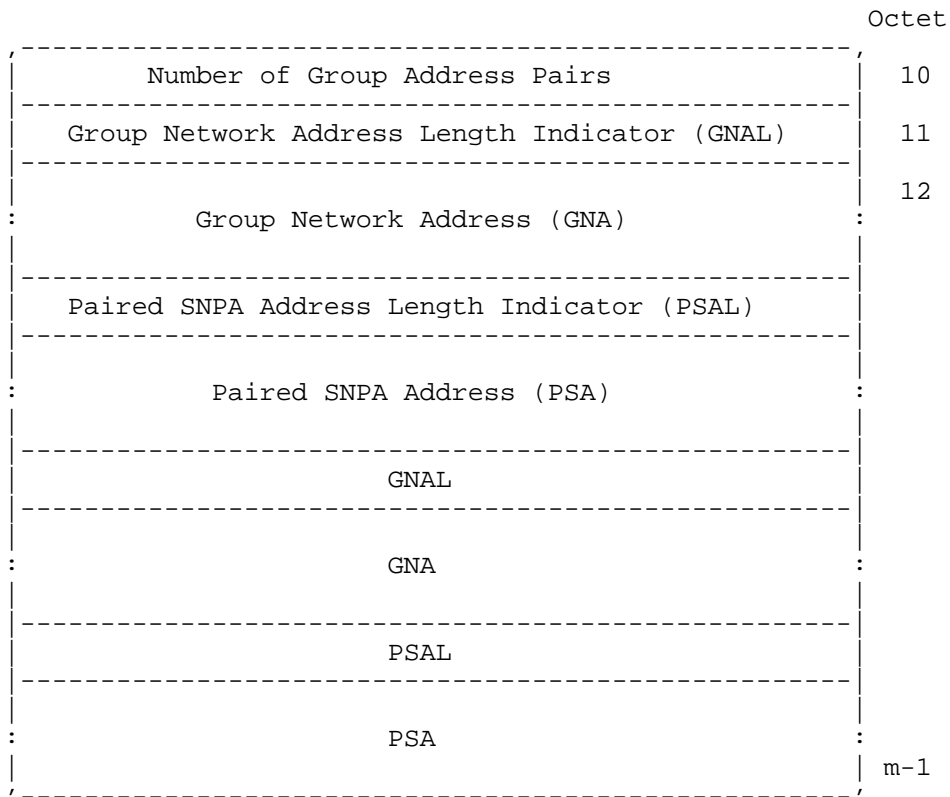 Octet
Number of Group Address Pairs 10
Group Network Address Length Indicator (GNAL) 11
12
Group Network Address (GNA)
Paired SNPA Address Length Indicator (PSAL)
Paired SNPA Address (PSA)
GNAL
GNA
PSAL
PSA
m-1